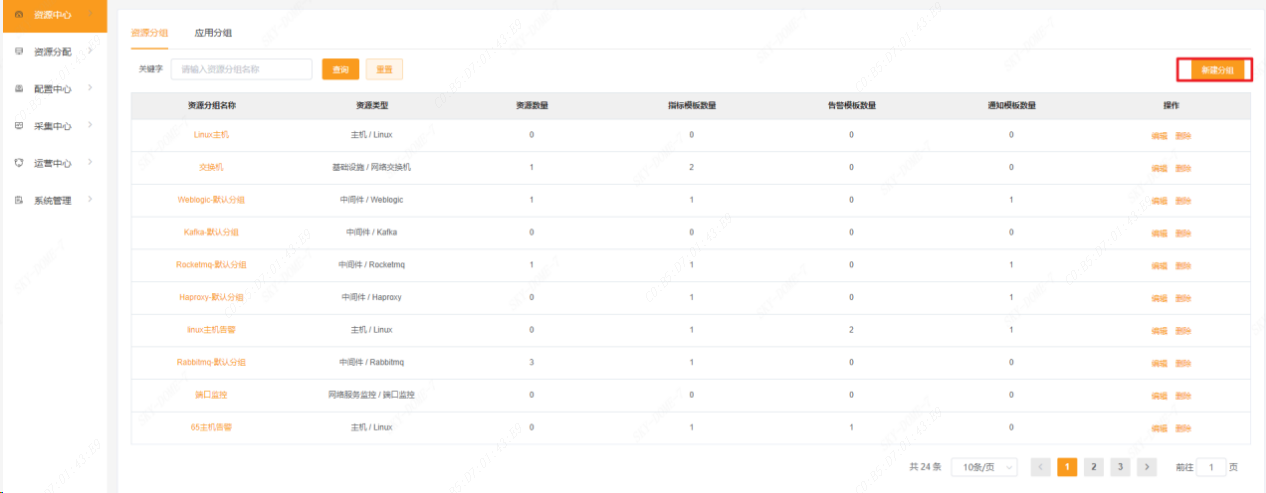 资源中心
资源分配
配置中心
采集中心
运营中心
系统管理
资源分组 应用分组
关键字 请输入资源分组名称 查询 重置 新建分组
资源分组名称 资源类型 资源数量 指标模板数量 告警模板数量 通知模板数量 操作
Linux主机 主机 / Linux 0 0 0 0 编辑 删除
交换机 基础设施 / 网络交换机 1 2 0 0 编辑 删除
Weblogic-默认分组 中间件 / Weblogic 1 1 0 1 编辑 删除
Kafka-默认分组 中间件 / Kafka 0 0 0 0 编辑 删除
Rocketmq-默认分组 中间件 / Rocketmq 1 1 0 1 编辑 删除
Haproxy-默认分组 中间件 / Haproxy 0 1 0 1 编辑 删除
linux主机告警 主机 / Linux 0 1 2 1 编辑 删除
Rabbitmq-默认分组 中间件 / Rabbitmq 3 1 0 0 编辑 删除
端口监控 网络服务监控 / 端口监控 0 0 0 0 编辑 删除
65主机告警 主机 / Linux 0 1 1 0 编辑 删除
共 24 条 10条/页 1 2 3 前往 1 页